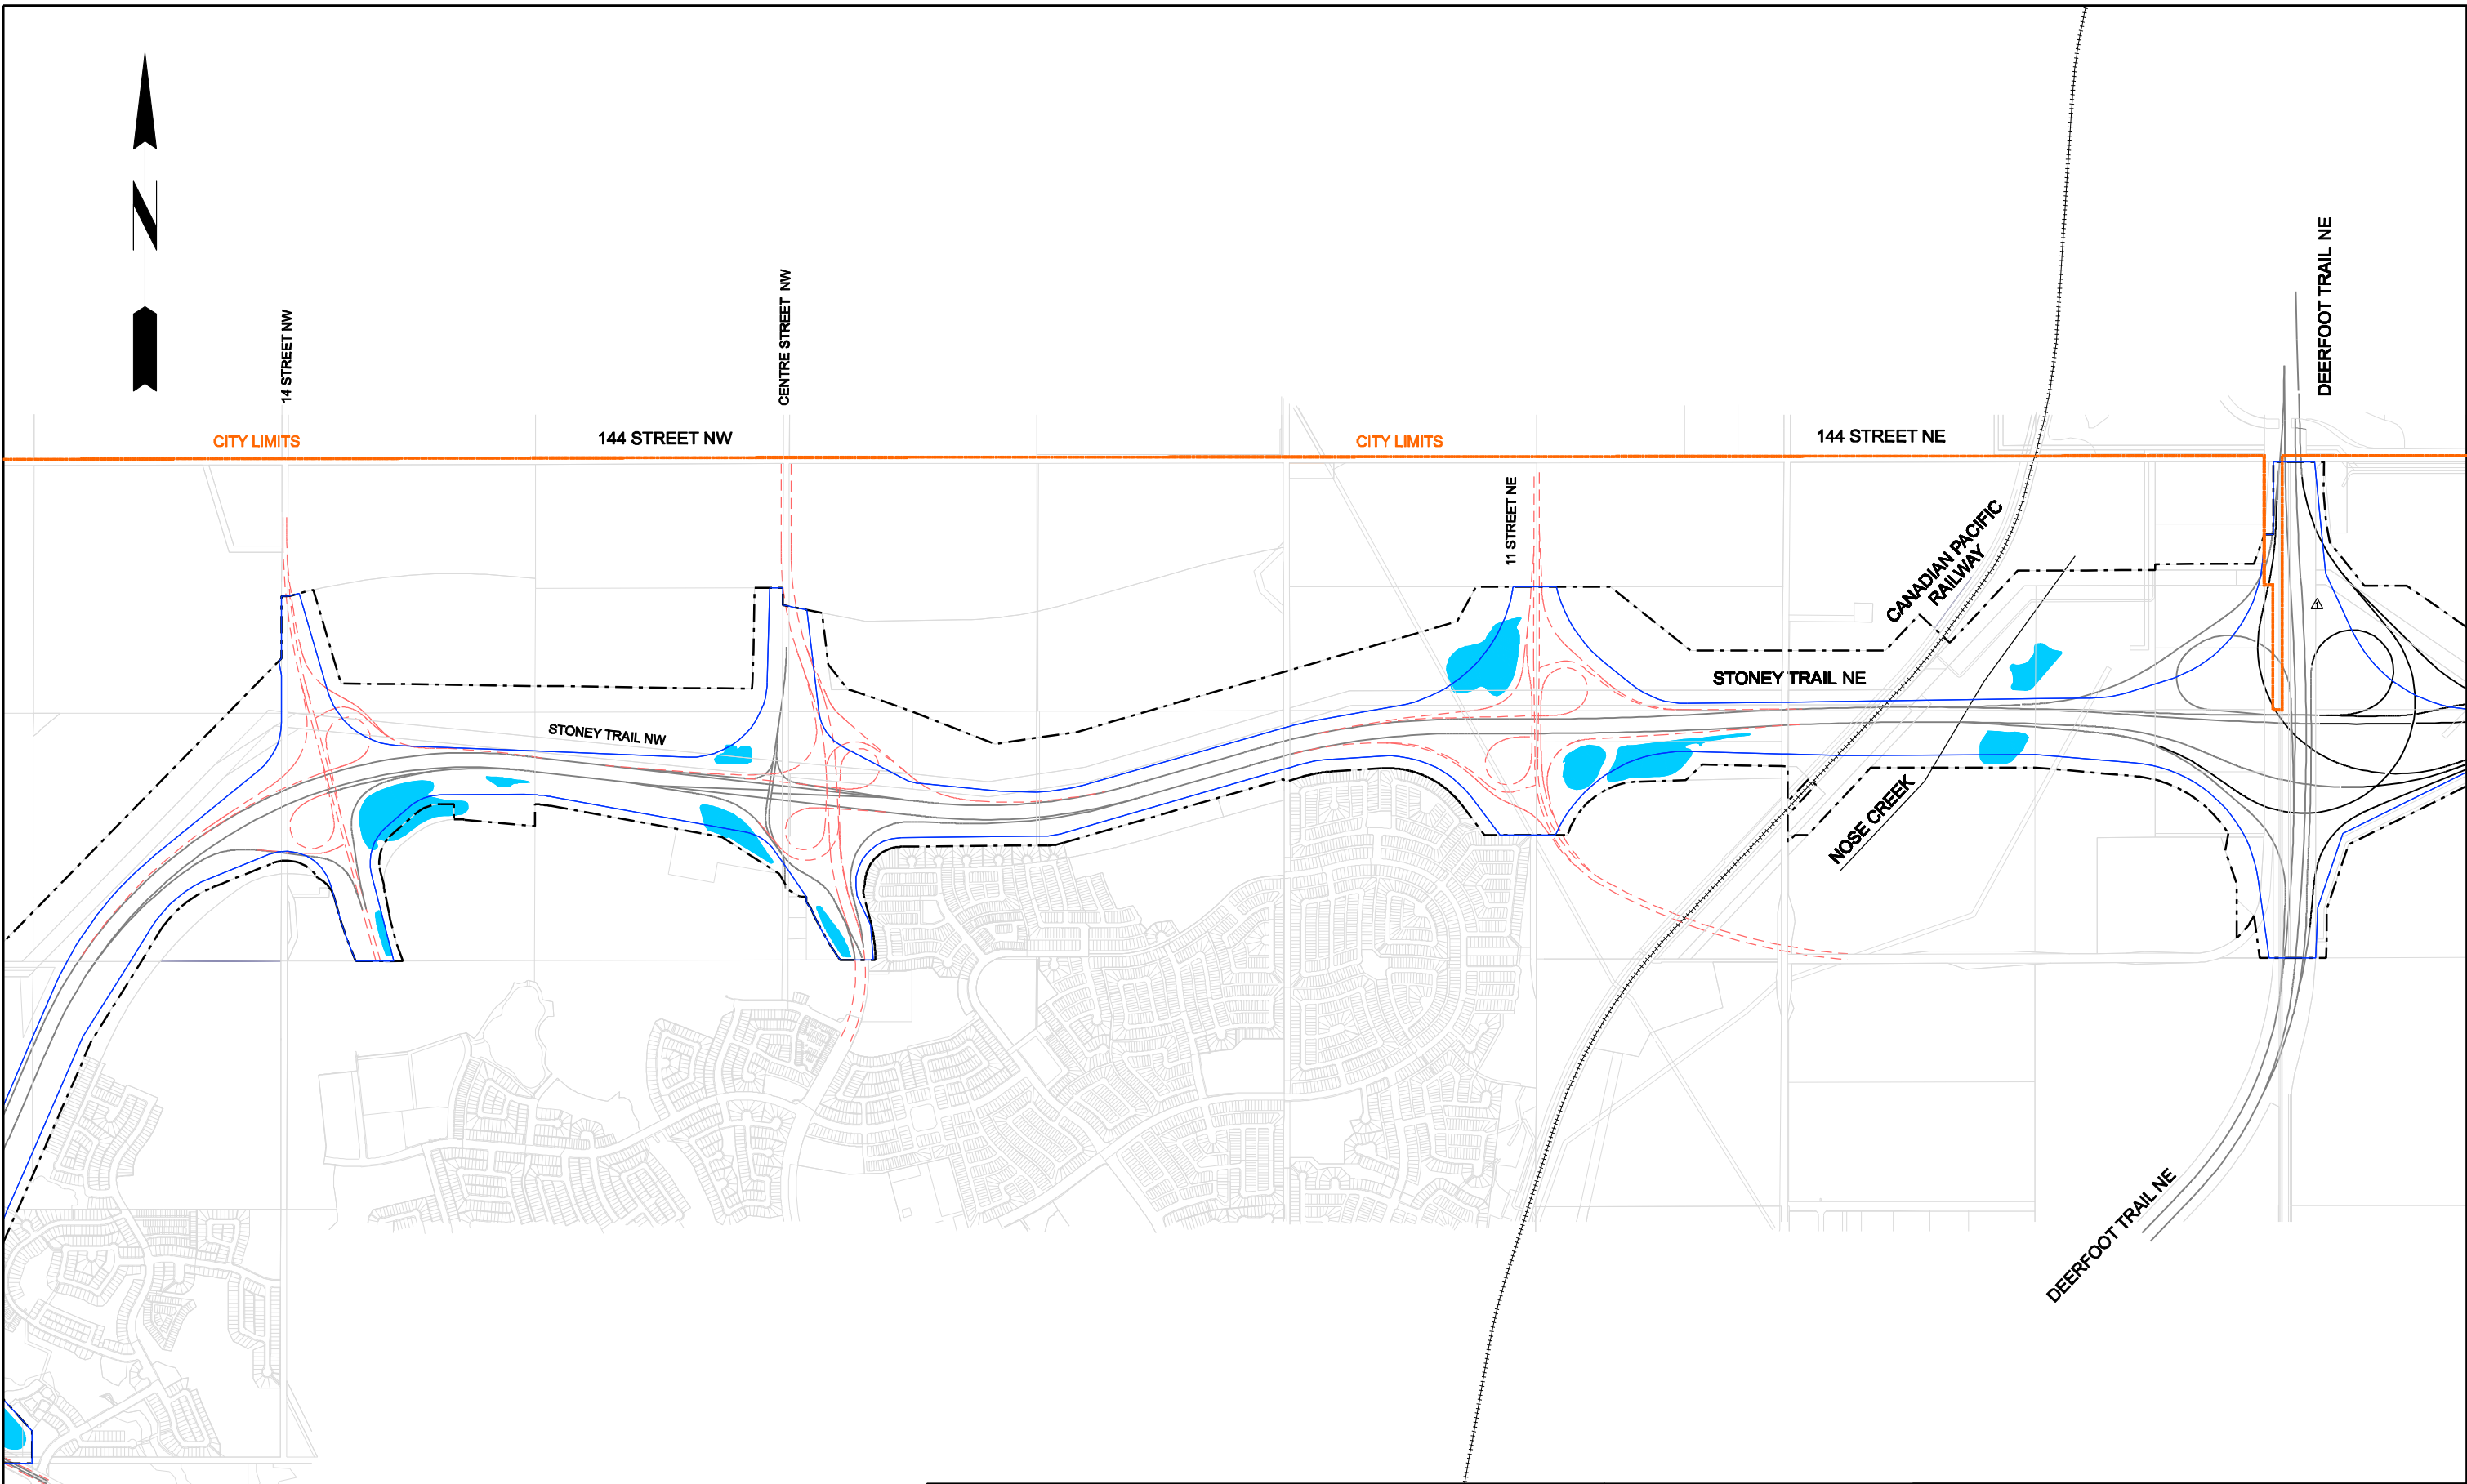 N
14 STREET NW
CENTRE STREET NW
DEERFOOT TRAIL NE
CITY LIMITS
144 STREET NW
CITY LIMITS
144 STREET NE
11 STREET NE
CANADIAN PACIFIC
RAILWAY
1
STONEY TRAIL NE
STONEY TRAIL NW
NOSE CREEK
DEERFOOT TRAIL NE